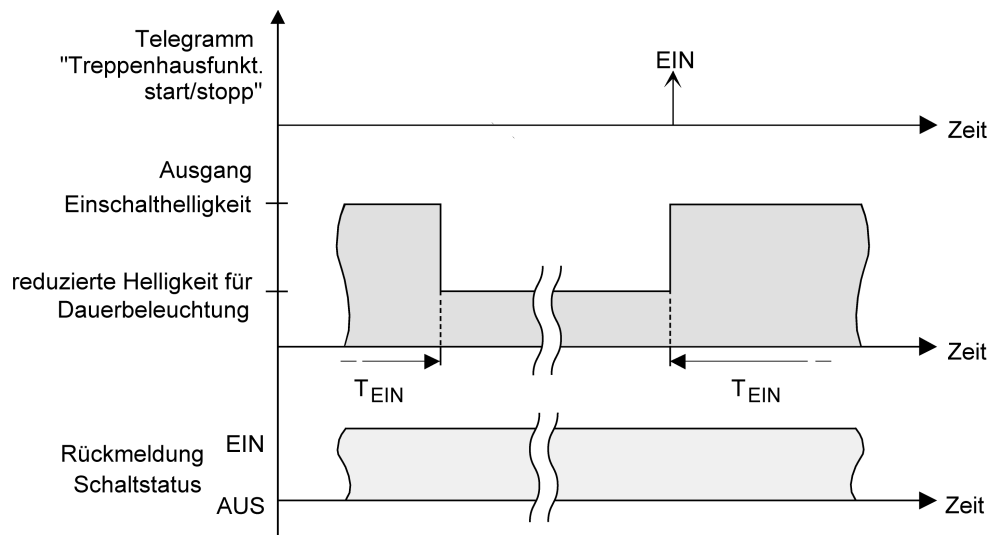 Telegramm
"Treppenhausfunkt.
start/stopp"
EIN
Zeit
Ausgang
Einschalthelligkeit
reduzierte Helligkeit für
Dauerbeleuchtung
Zeit
TEIN
TEIN
EIN
Rückmeldung
Schaltstatus
AUS
Zeit